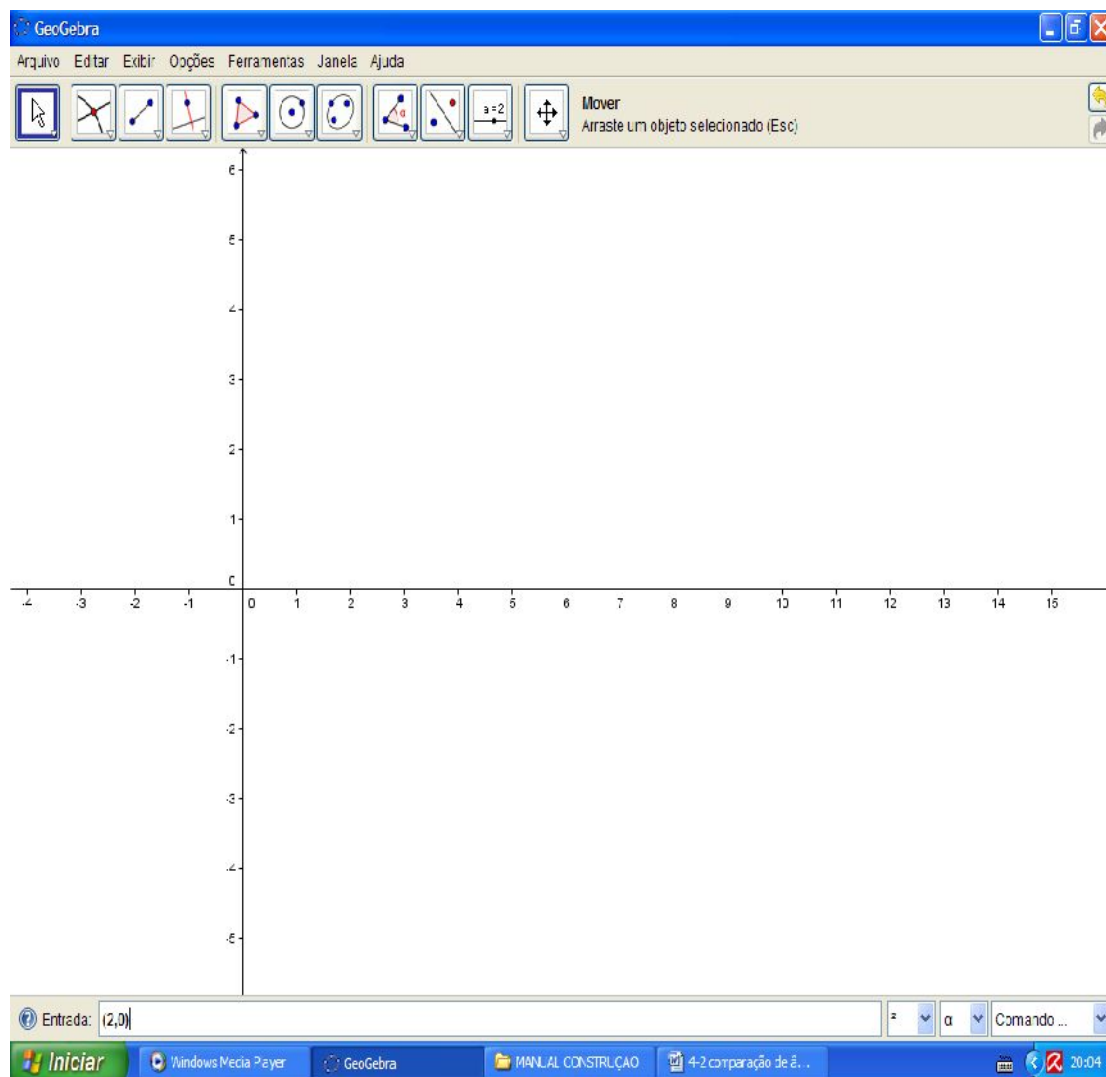 GeoGebra
Arquivo Editar Exibir Opções Ferramentas Janela Ajuda
a=2
Mover
Arraste um objeto selecionado (Esc)
6
5
4
3
2
1
0
-4 -3 -2 -1 0 1 2 3 4 5 6 7 8 9 10 11 12 13 14 15
-1
-2
-3
-4
-5
Entrada: (2,0) ² α Comando ...
Iniciar Windows Media Player GeoGebra MANUAL CONSTRUÇAO 4-2 comparação de â... 20:04